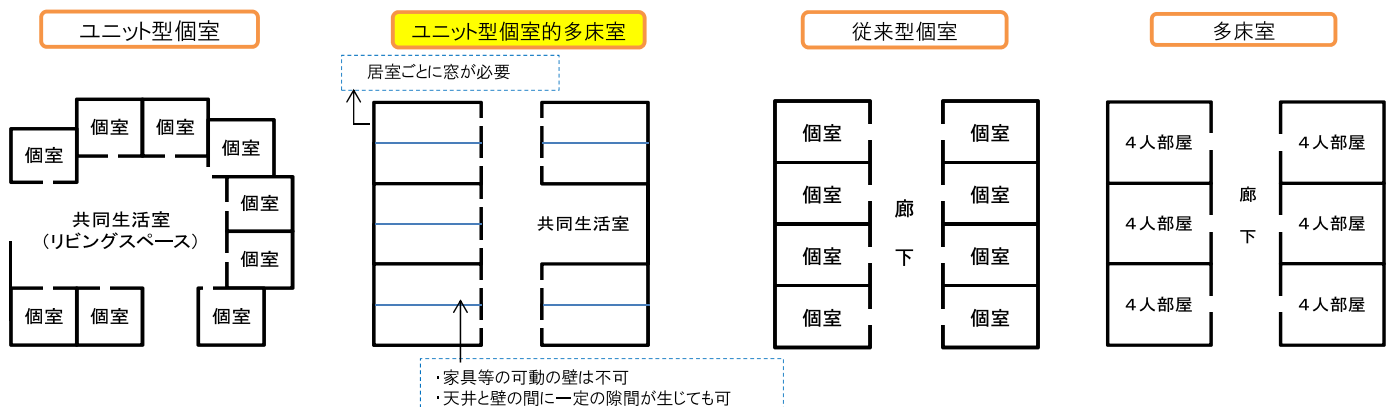 ユニット型個室
ユニット型個室的多床室
従来型個室
多床室
居室ごとに窓が必要
個室
個室
個室
個室
個室
個室
個室
個室
個室
共同生活室
(リビングスペース)
共同生活室
・家具等の可動の壁は不可
・天井と壁の間に一定の隙間が生じても可
個室
個室
個室
個室
個室
個室
個室
個室
廊
下
4人部屋
4人部屋
4人部屋
4人部屋
4人部屋
4人部屋
廊
下